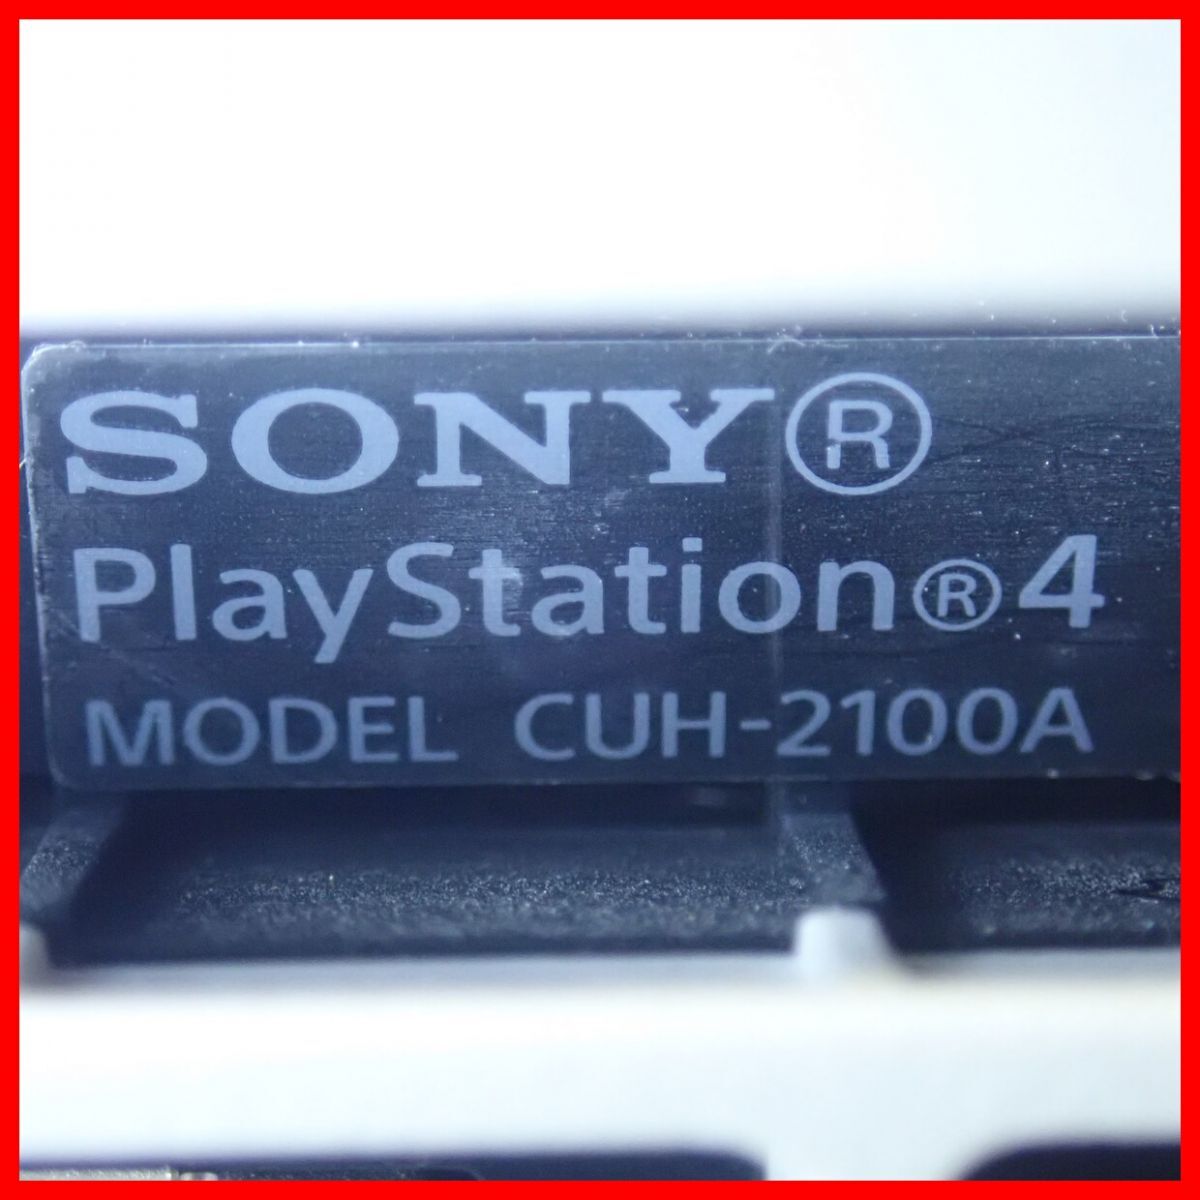 SONY®
PlayStation®4
MODEL CUH-2100A